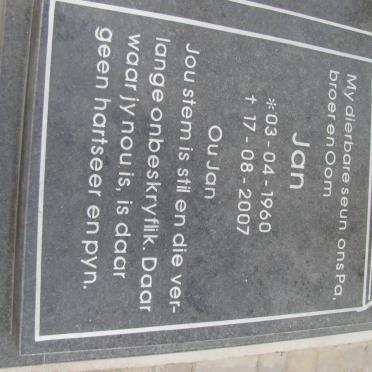 My dierbare seun, ons Pa,
broer en Oom
Jan
* 03 - 04 - 1960
† 17 - 08 - 2007
Ou Jan
Jou stem is stil en die ver-
lange onbeskryflik. Daar
waar jy nou is, is daar
geen hartseer en pyn.